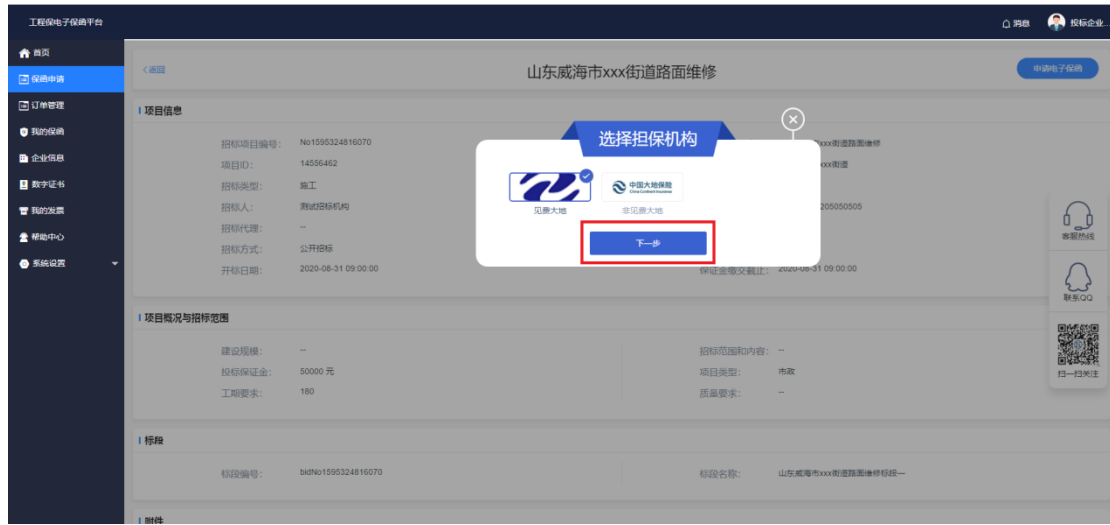 工程保电子保函平台
消息
投标企业...
首页
保函申请
订单管理
我的保函
企业信息
数字证书
我的发票
帮助中心
系统设置
<返回
山东威海市xxx街道路面维修
申请电子保函
项目信息
选择担保机构
招标项目编号: No1595324816070
xxx街道路面维修
项目ID: 14556462
xxx街道
招标类型: 施工
招标人: 测试招标机构
205050505
招标代理: --
招标方式: 公开招标
开标日期: 2020-08-31 09:00:00
保证金缴交截止: 2020-08-31 09:00:00
中国大地保险
China Continent Insurance
见费大地
非见费大地
下一步
客服热线
联系QQ
扫一扫关注
项目概况与招标范围
建设规模: --
招标范围和内容: --
投标保证金: 50000 元
项目类型: 市政
工期要求: 180
质量要求: --
标段
标段编号: bidNo1595324816070
标段名称: 山东威海市xxx街道路面维修标段一
附件